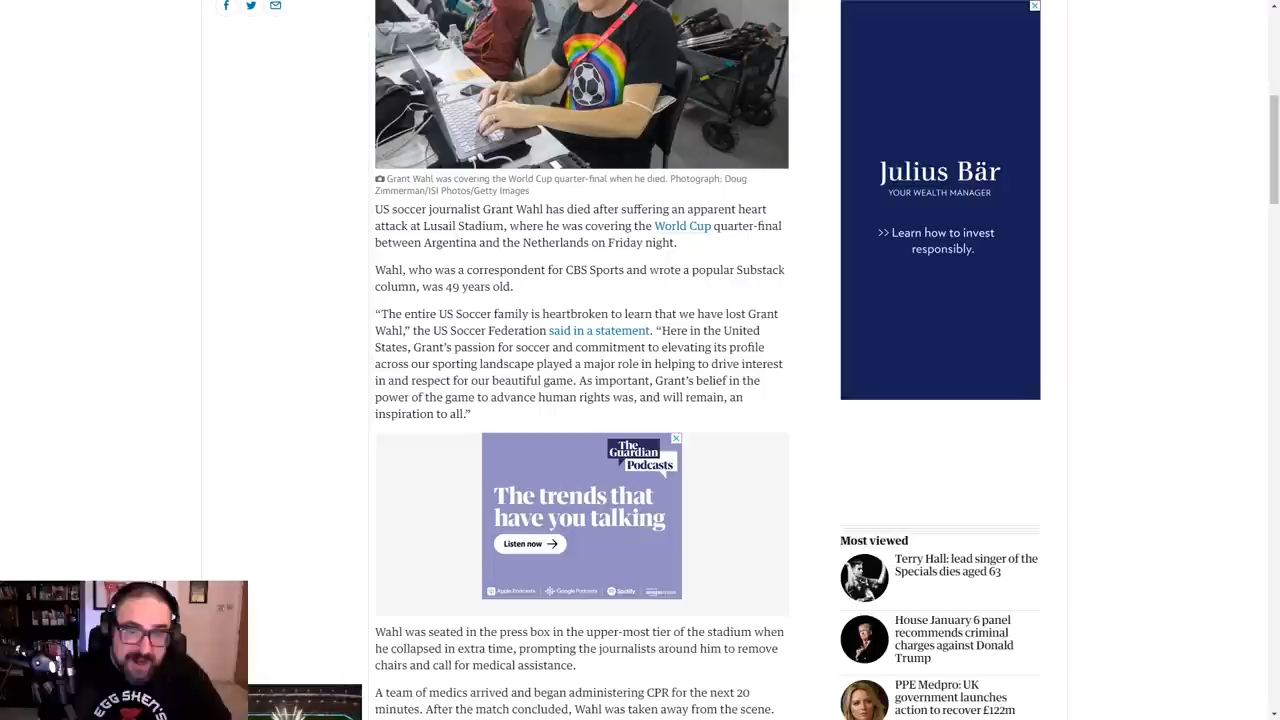 Grant Wahl was covering the World Cup quarter-final when he died. Photograph: Doug
Zimmerman/ISI Photos/Getty Images
US soccer journalist Grant Wahl has died after suffering an apparent heart
attack at Lusail Stadium, where he was covering the World Cup quarter-final
between Argentina and the Netherlands on Friday night.
Wahl, who was a correspondent for CBS Sports and wrote a popular Substack
column, was 49 years old.
“The entire US Soccer family is heartbroken to learn that we have lost Grant
Wahl,” the US Soccer Federation said in a statement. “Here in the United
States, Grant’s passion for soccer and commitment to elevating its profile
across our sporting landscape played a major role in helping to drive interest
in and respect for our beautiful game. As important, Grant’s belief in the
power of the game to advance human rights was, and will remain, an
inspiration to all.”
The
Guardian
Podcasts
The trends that
have you talking
Listen now
Apple Podcasts
Google Podcasts
Spotify
Wahl was seated in the press box in the upper-most tier of the stadium when
he collapsed in extra time, prompting the journalists around him to remove
chairs and call for medical assistance.
A team of medics arrived and began administering CPR for the next 20
minutes. After the match concluded, Wahl was taken away from the scene.
Julius Bär
YOUR WEALTH MANAGER
>> Learn how to invest
responsibly.
Most viewed
Terry Hall: lead singer of the
Specials dies aged 63
House January 6 panel
recommends criminal
charges against Donald
Trump
PPE Medpro: UK
government launches
action to recover £122m
EGG SHEN'S